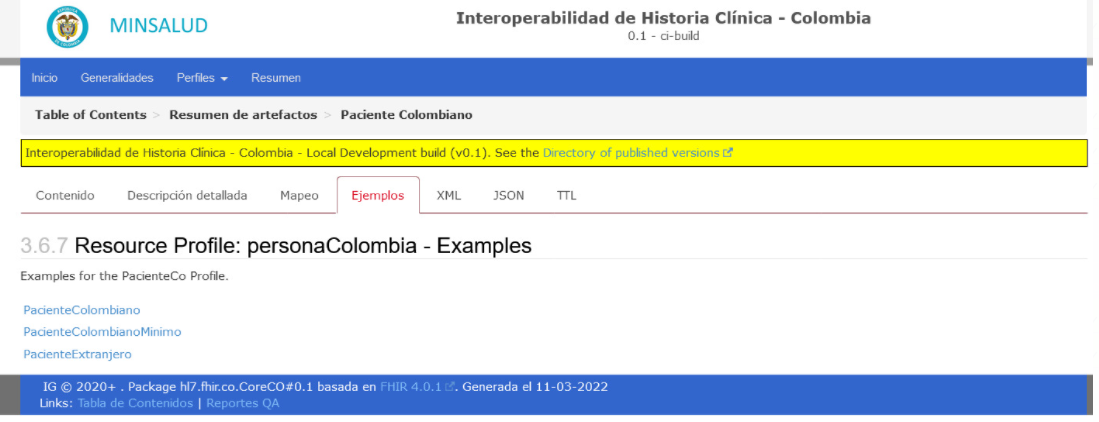 MINSALUD
Interoperabilidad de Historia Clínica - Colombia
0.1 - ci-build
Inicio Generalidades Perfiles Resumen
Table of Contents > Resumen de artefactos > Paciente Colombiano
Interoperabilidad de Historia Clínica - Colombia - Local Development build (v0.1). See the Directory of published versions
Contenido Descripción detallada Mapeo Ejemplos XML JSON TTL
3.6.7 Resource Profile: personaColombia - Examples
Examples for the PacienteCo Profile.
PacienteColombiano
PacienteColombianoMinimo
PacienteExtranjero
IG © 2020+ . Package hl7.fhir.co.CoreCO#0.1 basada en FHIR 4.0.1 . Generada el 11-03-2022
Links: Tabla de Contenidos | Reportes QA